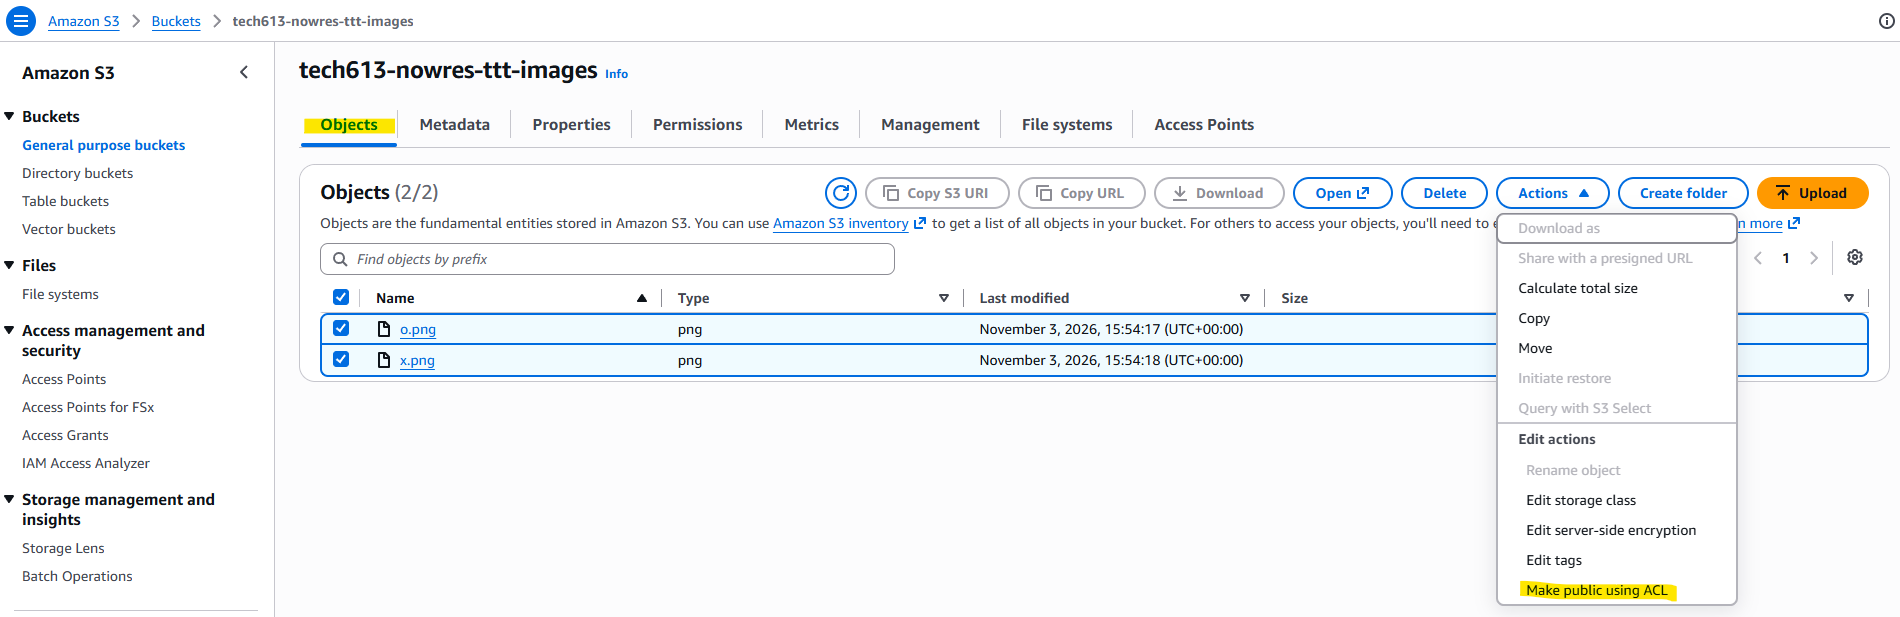 Amazon S3 > Buckets > tech613-nowres-ttt-images
Amazon S3
Buckets
General purpose buckets
Directory buckets
Table buckets
Vector buckets
Files
File systems
Access management and
security
Access Points
Access Points for FSx
Access Grants
IAM Access Analyzer
Storage management and
insights
Storage Lens
Batch Operations
tech613-nowres-ttt-images Info
Objects Metadata Properties Permissions Metrics Management File systems Access Points
Objects (2/2) Copy S3 URI Copy URL Download Open Delete Actions Create folder Upload
Objects are the fundamental entities stored in Amazon S3. You can use Amazon S3 inventory to get a list of all objects in your bucket. For others to access your objects, you'll need to
n more
Find objects by prefix
1
Name Type Last modified Size
o.png png November 3, 2026, 15:54:17 (UTC+00:00)
x.png png November 3, 2026, 15:54:18 (UTC+00:00)
Download as
Share with a presigned URL
Calculate total size
Copy
Move
Initiate restore
Query with S3 Select
Edit actions
Rename object
Edit storage class
Edit server-side encryption
Edit tags
Make public using ACL